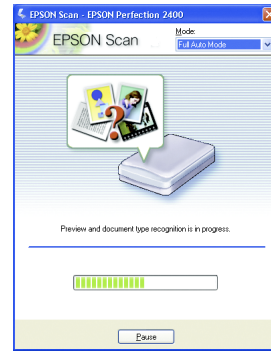 EPSON Scan - EPSON Perfection 2400
EPSON Scan
Mode:
Full Auto Mode
?
Preview and document type recognition is in progress.
Pause